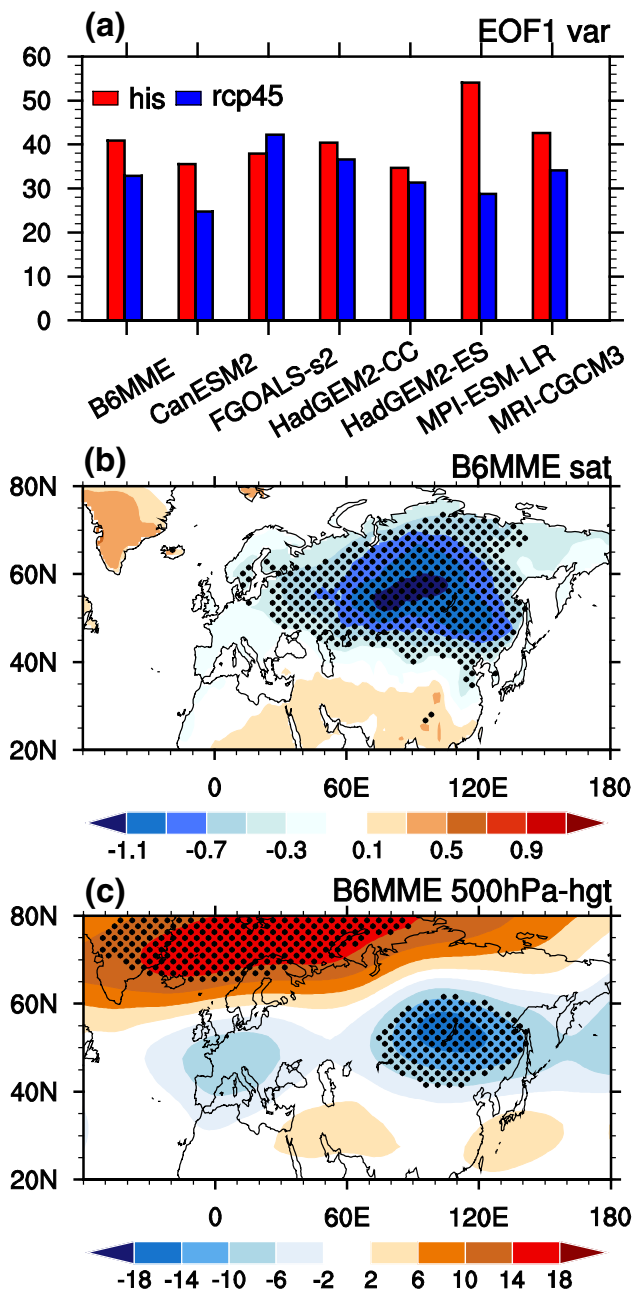 (a) EOF1 var
60
50
40
30
20
10
0
his rcp45
B6MME
CanESM2
FGOALS-s2
HadGEM2-CC
HadGEM2-ES
MPI-ESM-LR
MRI-CGCM3
(b) B6MME sat
80N
60N
40N
20N
0 60E 120E 180
-1.1 -0.7 -0.3 0.1 0.5 0.9
(c) B6MME 500hPa-hgt
80N
60N
40N
20N
0 60E 120E 180
-18 -14 -10 -6 -2 2 6 10 14 18